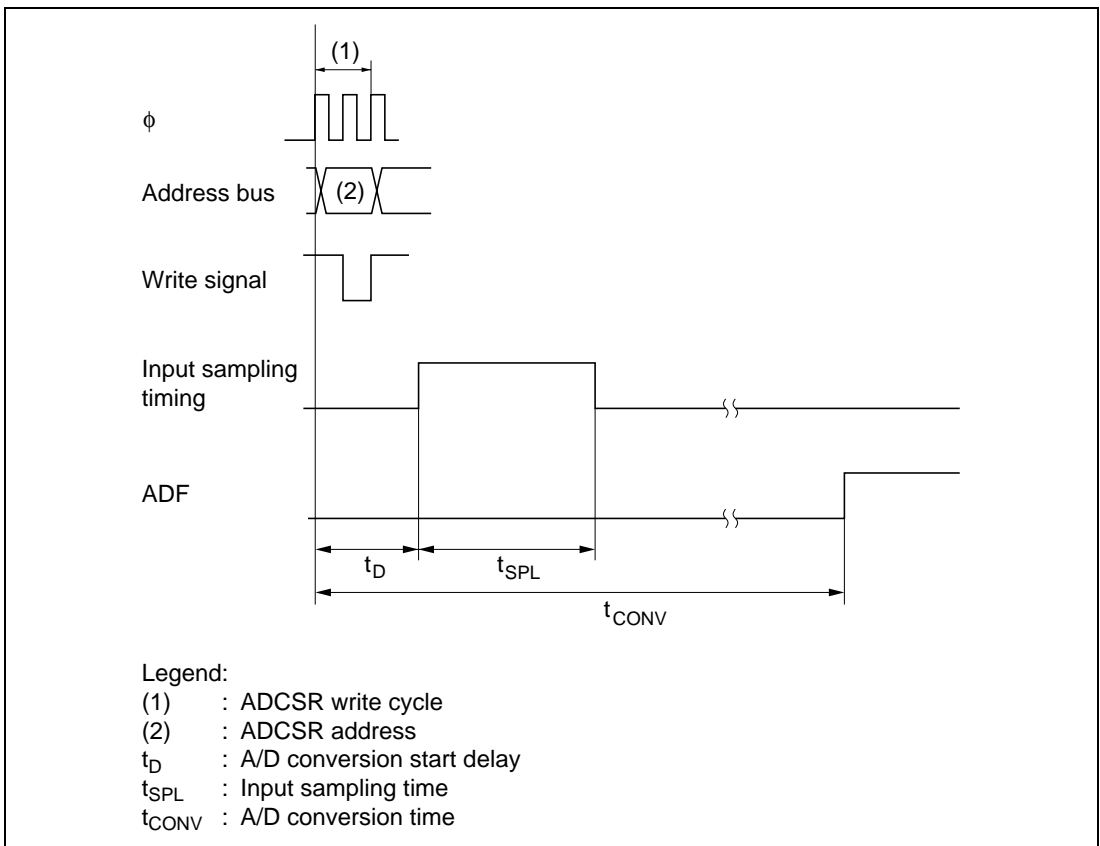 (1)
ϕ
Address bus
(2)
Write signal
Input sampling
timing
ADF
tD
tSPL
tCONV
Legend:
(1) : ADCSR write cycle
(2) : ADCSR address
tD : A/D conversion start delay
tSPL : Input sampling time
tCONV : A/D conversion time